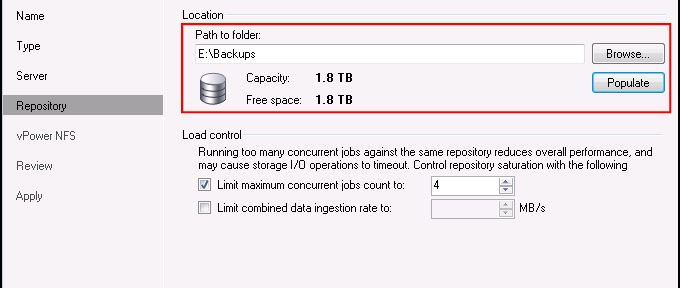 Name
Type
Server
Repository
vPower NFS
Review
Apply
Location
Path to folder:
E:\Backups
Browse...
Capacity: 1.8 TB
Populate
Free space: 1.8 TB
Load control
Running too many concurrent jobs against the same repository reduces overall performance, and
may cause storage I/O operations to timeout. Control repository saturation with the following
Limit maximum concurrent jobs count to: 4
Limit combined data ingestion rate to: MB/s